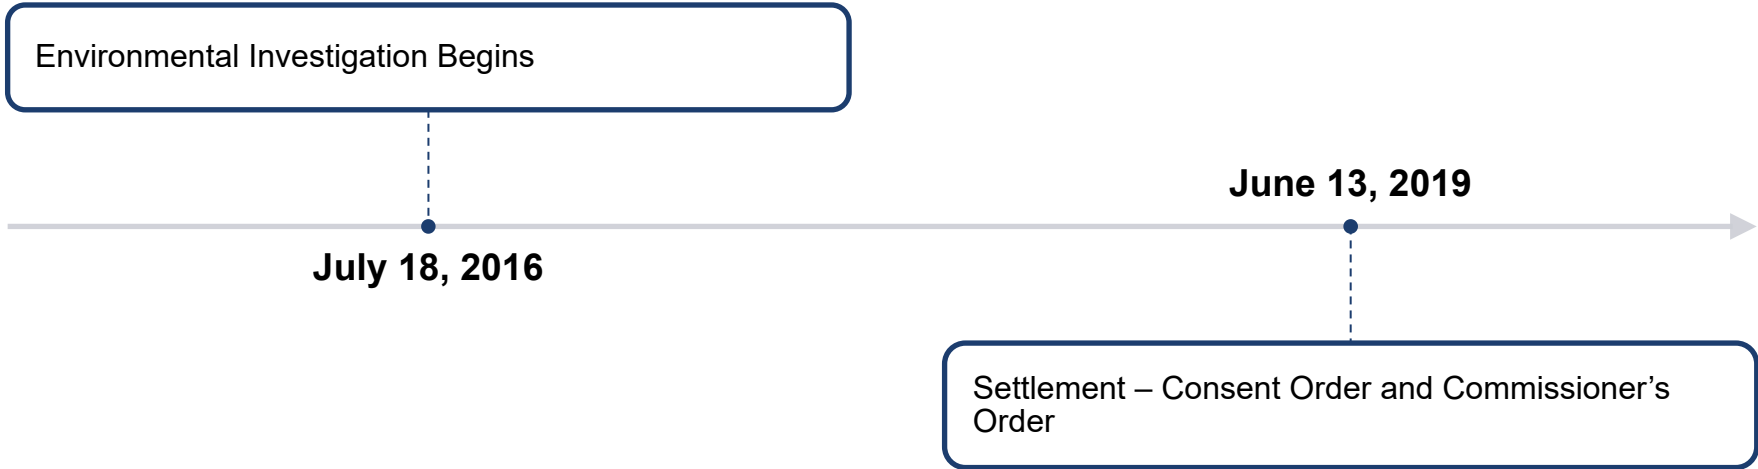 Environmental Investigation Begins
July 18, 2016
June 13, 2019
Settlement – Consent Order and Commissioner’s
Order